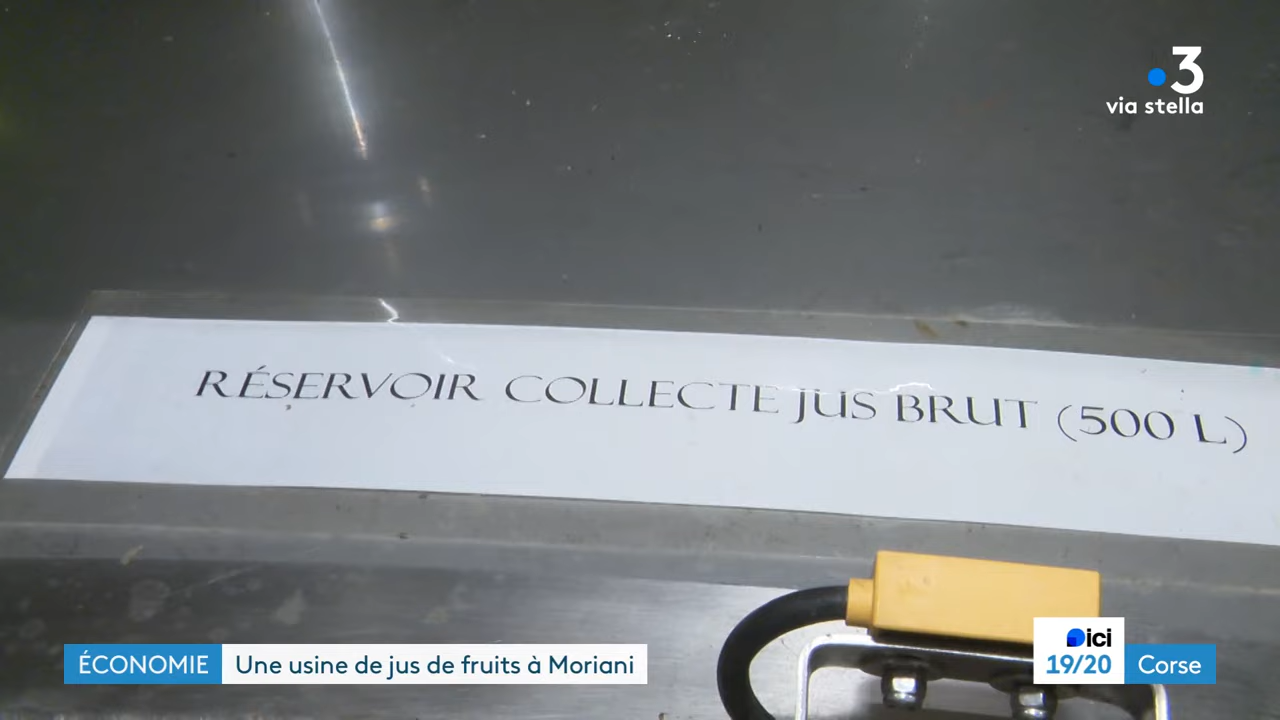 3
via stella
RÉSERVOIR COLLECTE JUS BRUT (500 L)
ÉCONOMIE Une usine de jus de fruits à Moriani
ici
19/20 Corse